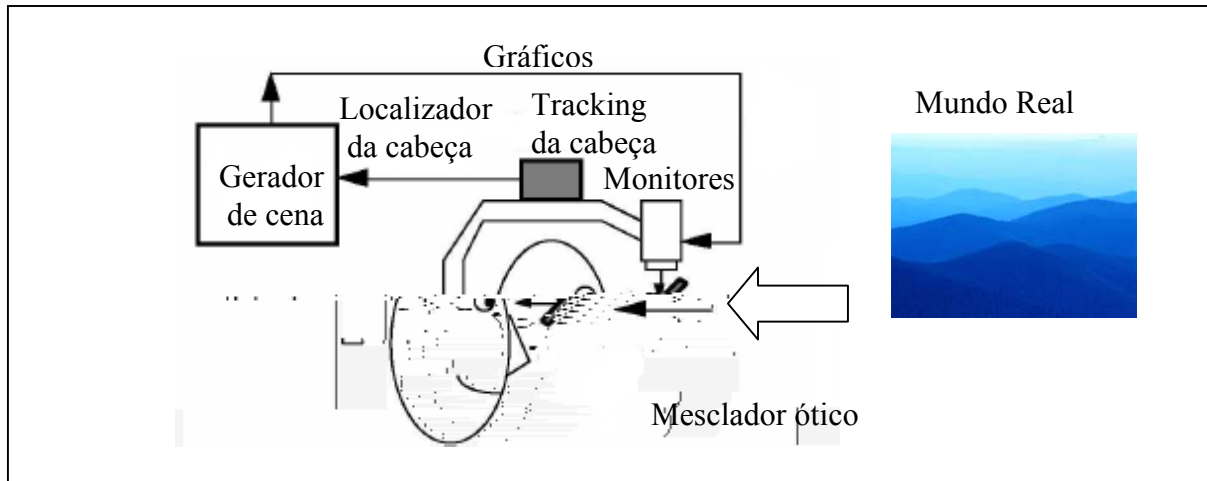 Gráficos
Localizador
da cabeça
Tracking
da cabeça
Monitores
Gerador
de cena
Mundo Real
Mesclador ótico